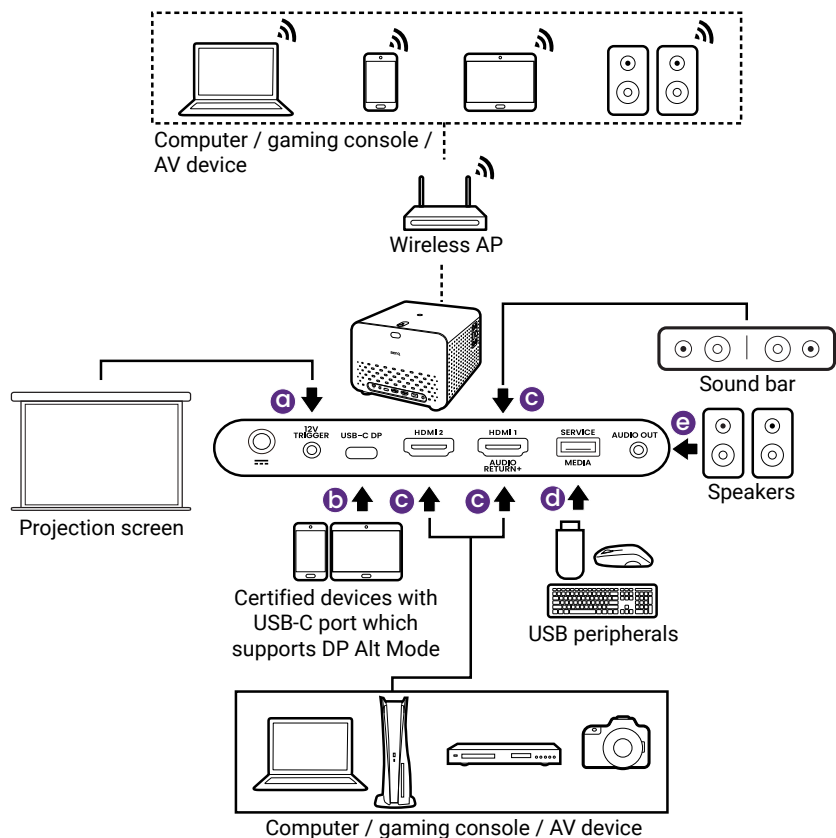 Computer / gaming console /
AV device
Wireless AP
BenQ
Sound bar
a
c
12V
TRIGGER
USB-C DP
HDMI 2
HDMI 1
AUDIO
RETURN+
SERVICE
MEDIA
AUDIO OUT
e
Speakers
Projection screen
b
c
c
d
Certified devices with
USB-C port which
supports DP Alt Mode
USB peripherals
Computer / gaming console / AV device